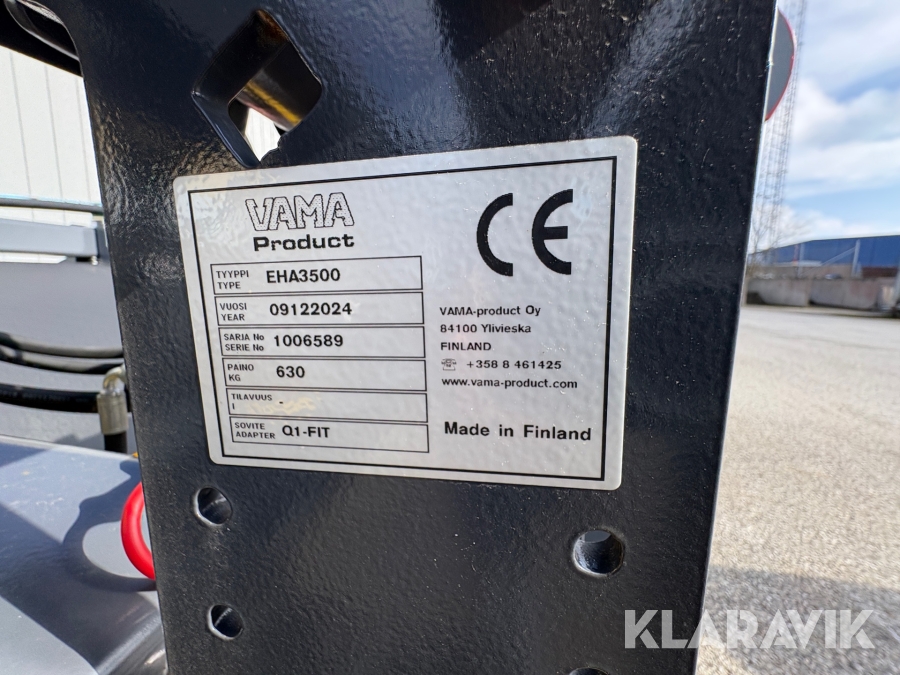 VAMA
Product
TYYPPI
TYPE
EHA3500
VUOSI
YEAR
09122024
SARJA No
SERIE No
1006589
PAINO
KG
630
TILAVUUS
l
-
SOVITE
ADAPTER
Q1-FIT
CE
VAMA-product Oy
84100 Ylivieska
FINLAND
☏ +358 8 461425
www.vama-product.com
Made in Finland
KLARAVIK